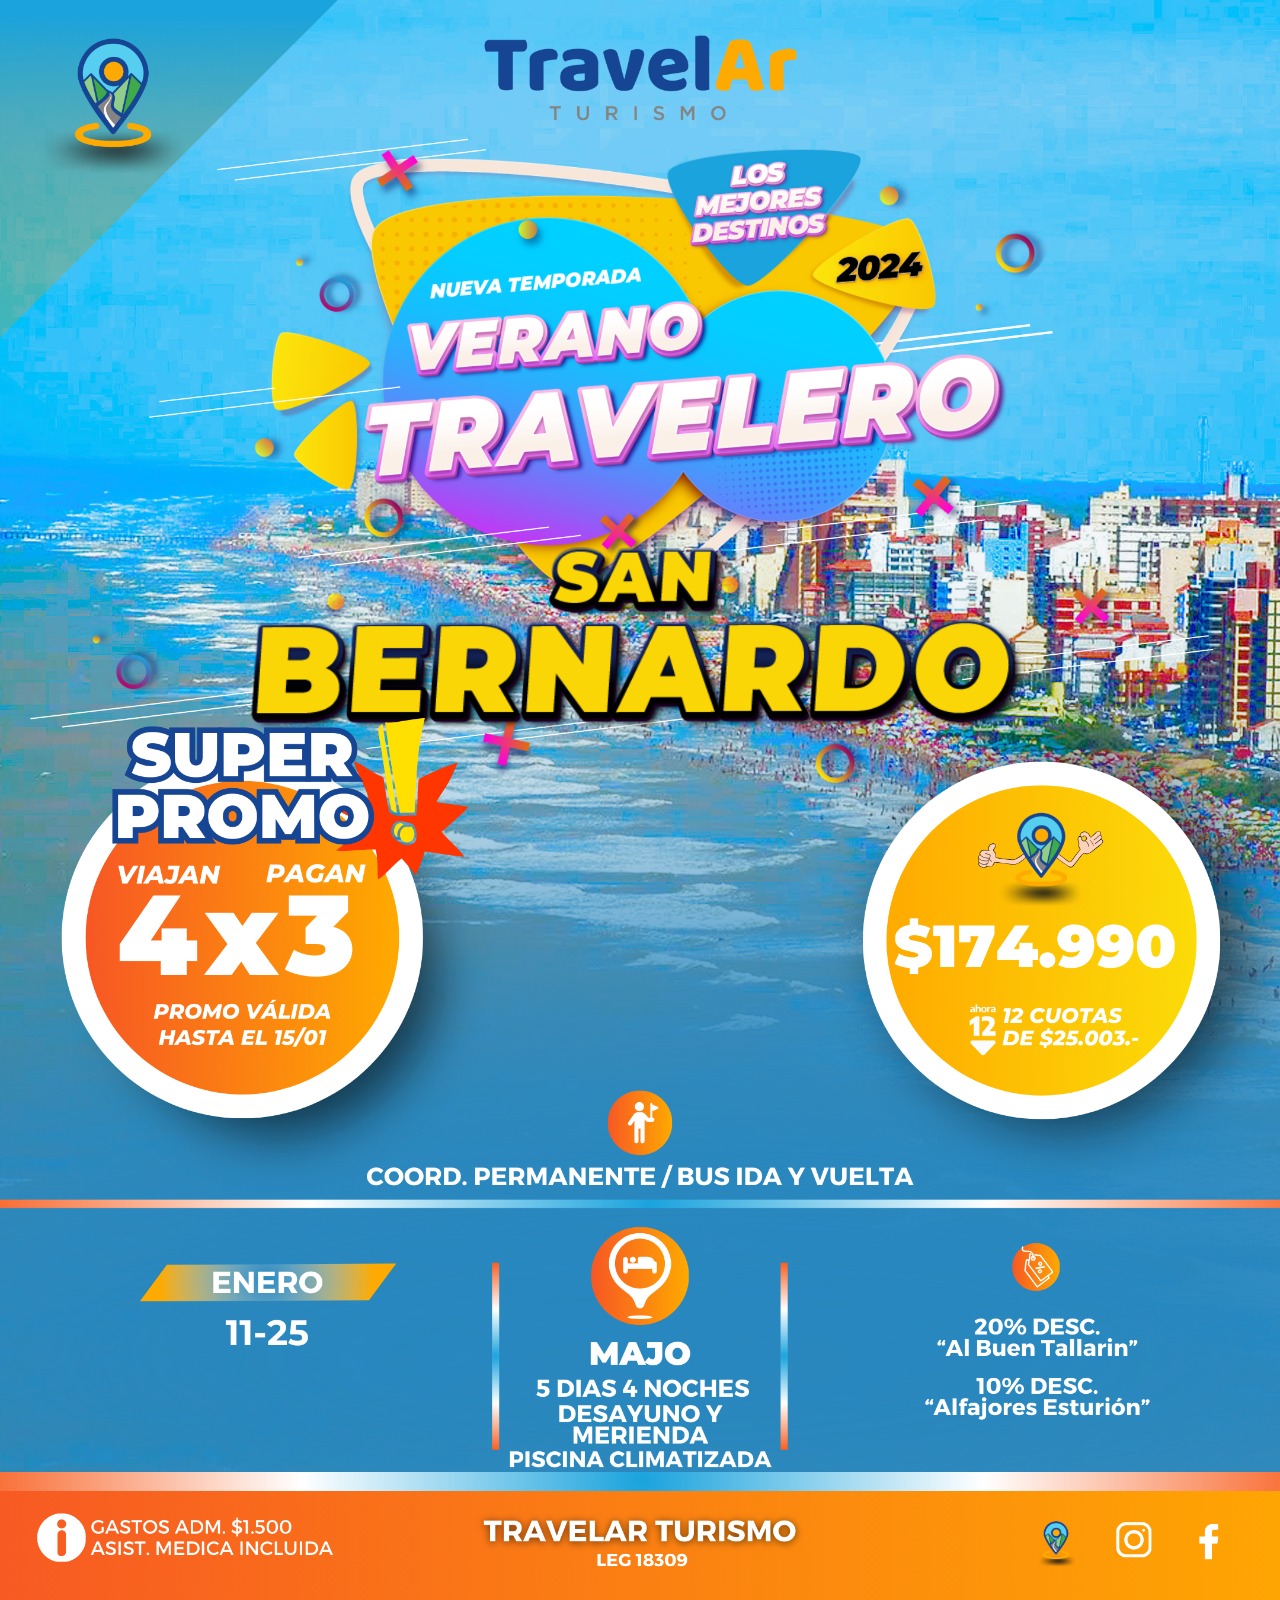 TravelAr
TURISMO
LOS
MEJORES
DESTINOS
2024
NUEVA TEMPORADA
VERANO
TRAVELERO
SAN
BERNARDO
SUPER
PROMO!
VIAJAN PAGAN
4x3
PROMO VÁLIDA
HASTA EL 15/01
$174.990
ahora
12
12 CUOTAS
DE $25.003.-
COORD. PERMANENTE / BUS IDA Y VUELTA
ENERO
11-25
MAJO
5 DIAS 4 NOCHES
DESAYUNO Y
MERIENDA
PISCINA CLIMATIZADA
20% DESC.
“Al Buen Tallarin”
10% DESC.
“Alfajores Esturión”
GASTOS ADM. $1.500
ASIST. MEDICA INCLUIDA
TRAVELAR TURISMO
LEG 18309